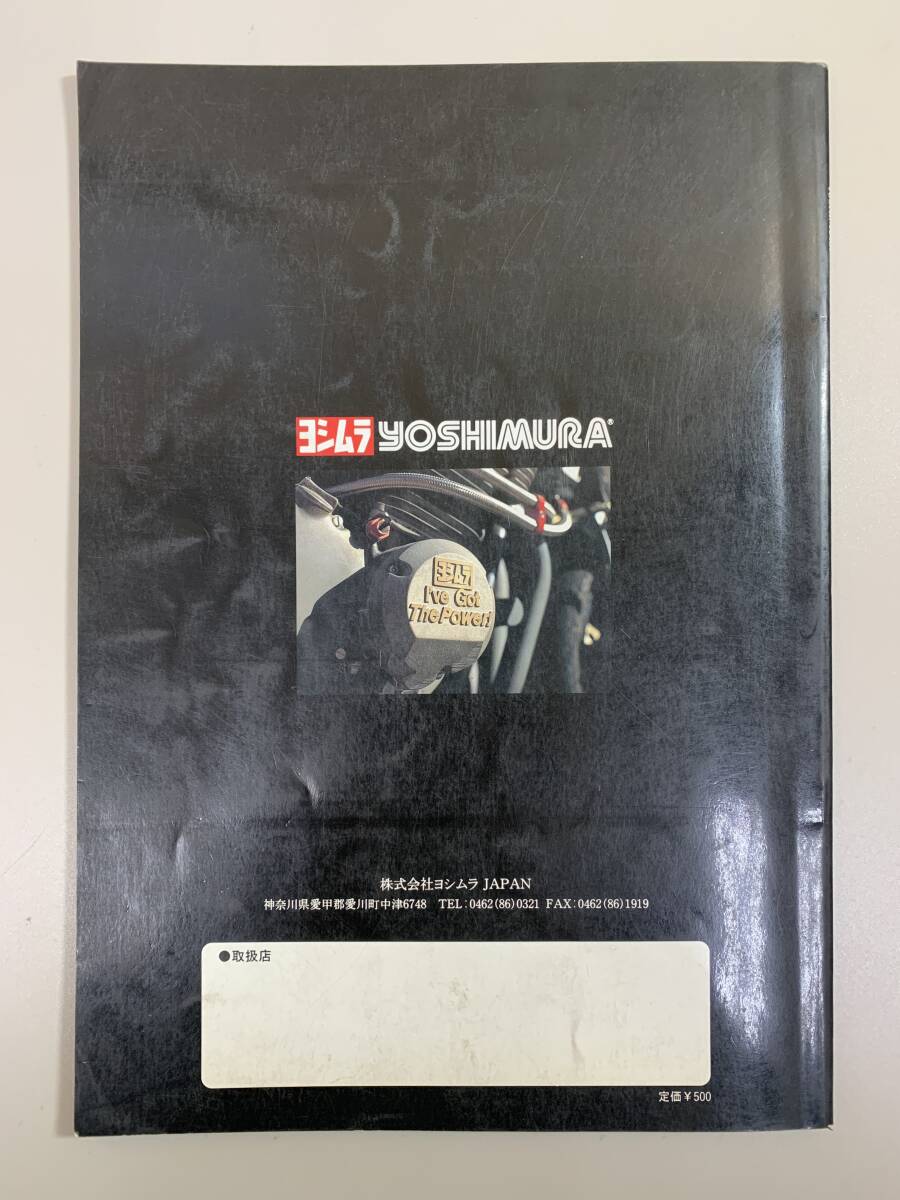 ヨシムラ YOSHIMURA®
ヨシムラ
I've Got
The Power!
株式会社ヨシムラ JAPAN
神奈川県愛甲郡愛川町中津6748 TEL:0462(86)0321 FAX:0462(86)1919
●取扱店
定価¥500